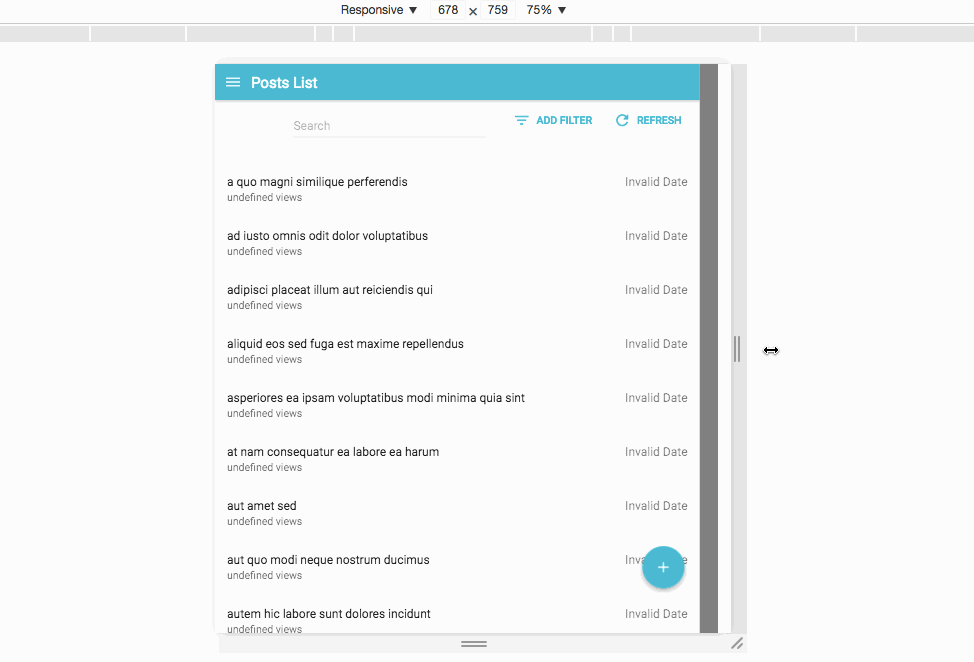 Responsive ▼ 678 × 759 75% ▼
Posts List
Search ADD FILTER REFRESH
a quo magni similique perferendis Invalid Date
undefined views
ad iusto omnis odit dolor voluptatibus Invalid Date
undefined views
adipisci placeat illum aut reiciendis qui Invalid Date
undefined views
aliquid eos sed fuga est maxime repellendus Invalid Date
undefined views
asperiores ea ipsam voluptatibus modi minima quia sint Invalid Date
undefined views
at nam consequatur ea labore ea harum Invalid Date
undefined views
aut amet sed Invalid Date
undefined views
aut quo modi neque nostrum ducimus
undefined views
autem hic labore sunt dolores incidunt Invalid Date
undefined views